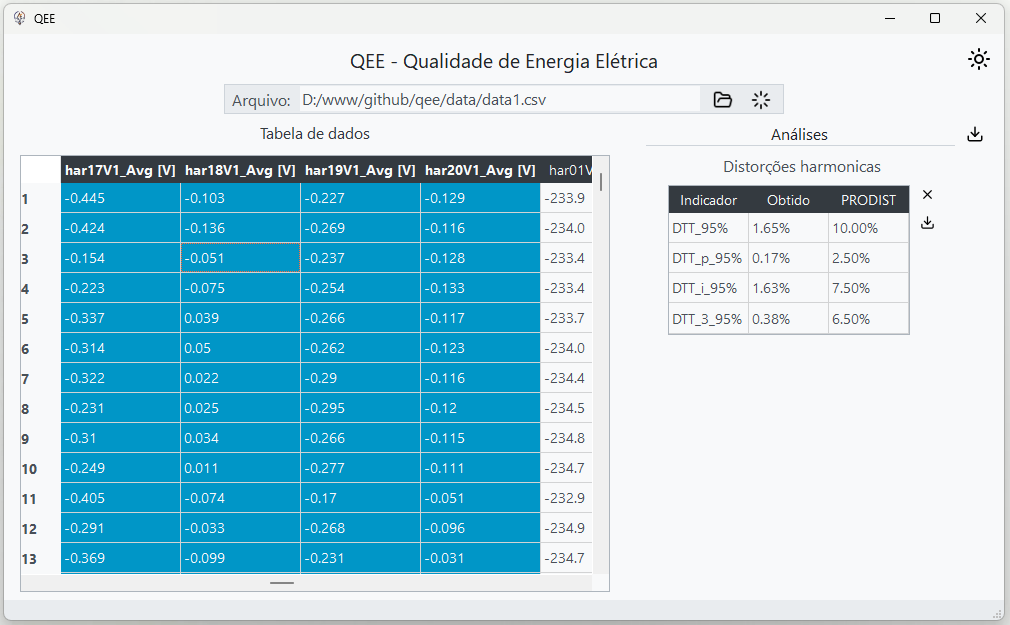 QEE
QEE - Qualidade de Energia Elétrica
Arquivo: D:/www/github/qee/data/data1.csv
Tabela de dados
har17V1_Avg [V] har18V1_Avg [V] har19V1_Avg [V] har20V1_Avg [V] har01V
1 -0.445 -0.103 -0.227 -0.129 -233.9
2 -0.424 -0.136 -0.269 -0.116 -234.0
3 -0.154 -0.051 -0.237 -0.128 -233.4
4 -0.223 -0.075 -0.254 -0.133 -233.4
5 -0.337 0.039 -0.266 -0.117 -233.7
6 -0.314 0.05 -0.262 -0.123 -234.0
7 -0.322 0.022 -0.29 -0.116 -234.4
8 -0.231 0.025 -0.295 -0.12 -234.5
9 -0.31 0.034 -0.266 -0.115 -234.8
10 -0.249 0.011 -0.277 -0.111 -234.7
11 -0.405 -0.074 -0.17 -0.051 -232.9
12 -0.291 -0.033 -0.268 -0.096 -234.9
13 -0.369 -0.099 -0.231 -0.031 -234.7
Análises
Distorções harmonicas
Indicador Obtido PRODIST
DTT_95% 1.65% 10.00%
DTT_p_95% 0.17% 2.50%
DTT_i_95% 1.63% 7.50%
DTT_3_95% 0.38% 6.50%